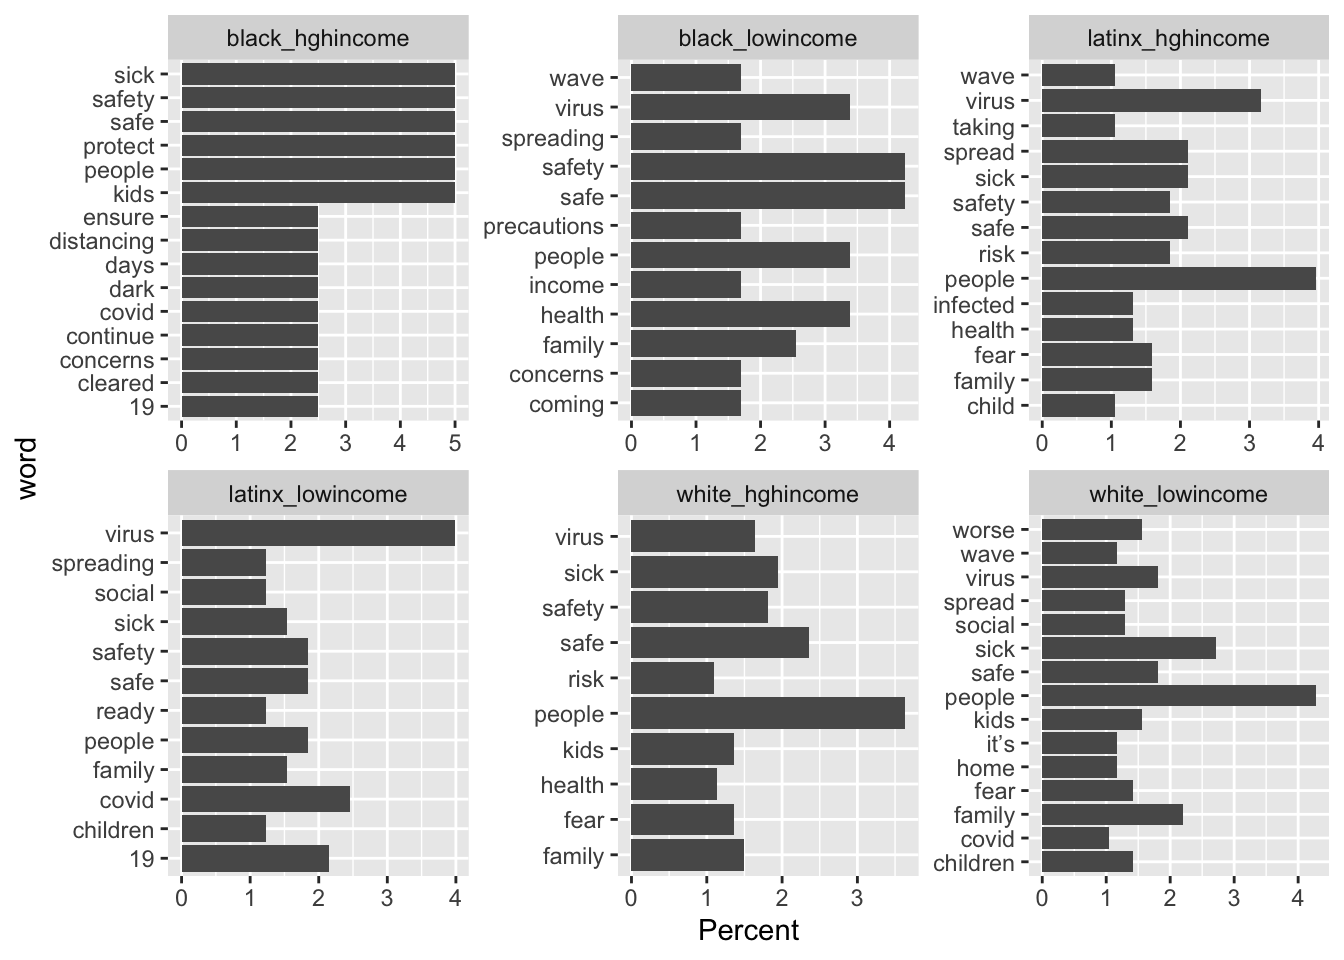 black_hghincome
sick
safety
safe
protect
people
kids
ensure
distancing
days
dark
covid
continue
concerns
cleared
19
0 1 2 3 4 5
black_lowincome
wave
virus
spreading
safety
safe
precautions
people
income
health
family
concerns
coming
0 1 2 3 4
latinx_hghincome
wave
virus
taking
spread
sick
safety
safe
risk
people
infected
health
fear
family
child
0 1 2 3 4
word
latinx_lowincome
virus
spreading
social
sick
safety
safe
ready
people
family
covid
children
19
0 1 2 3 4
white_hghincome
virus
sick
safety
safe
risk
people
kids
health
fear
family
0 1 2 3
white_lowincome
worse
wave
virus
spread
social
sick
safe
people
kids
it’s
home
fear
family
covid
children
0 1 2 3 4
Percent